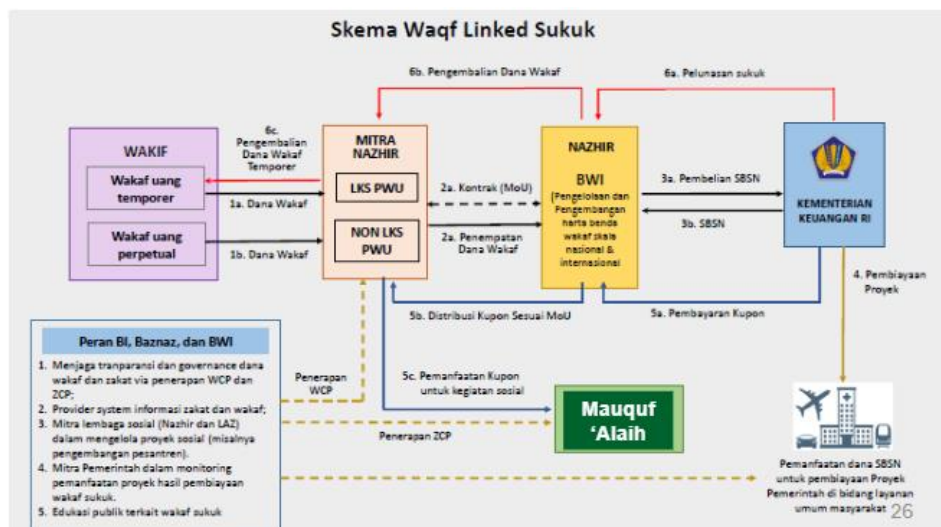 Skema Waqf Linked Sukuk
6b. Pengembalian Dana Wakaf
6a. Pelunasan sukuk
WAKIF
Wakaf uang
temporer
Wakaf uang
perpetual
6c.
Pengembalian
Dana Wakaf
Temporer
1a. Dana Wakaf
1b. Dana Wakaf
MITRA
NAZHIR
LKS PWU
NON LKS
PWU
2a. Kontrak (MoU)
2a. Penempatan
Dana Wakaf
NAZHIR
BWI
(Pengelolaan dan
Pengembangan
harta benda
wakaf skala
nasional &
internasional
3a. Pembelian SBSN
3b. SBSN
KEMENTERIAN
KEUANGAN RI
4. Pembiayaan
Proyek
5b. Distribusi Kupon Sesuai MoU
5a. Pembayaran Kupon
Peran BI, Baznaz, dan BWI
1. Menjaga tranparansi dan governance dana
wakaf dan zakat via penerapan WCP dan
ZCP;
2. Provider system informasi zakat dan wakaf;
3. Mitra lembaga sosial (Nazhir dan LAZ)
dalam mengelola proyek sosial (misalnya
pengembangan pesantren).
4. Mitra Pemerintah dalam monitoring
pemanfaatan proyek hasil pembiayaan
wakaf sukuk.
5. Edukasi publik terkait wakaf sukuk
Penerapan
WCP
5c. Pemanfaatan Kupon
untuk kegiatan sosial
Penerapan ZCP
Mauquf
‘Alaih
Pemanfaatan dana SBSN
untuk pembiayaan Proyek
Pemerintah di bidang layanan
umum masyarakat
26